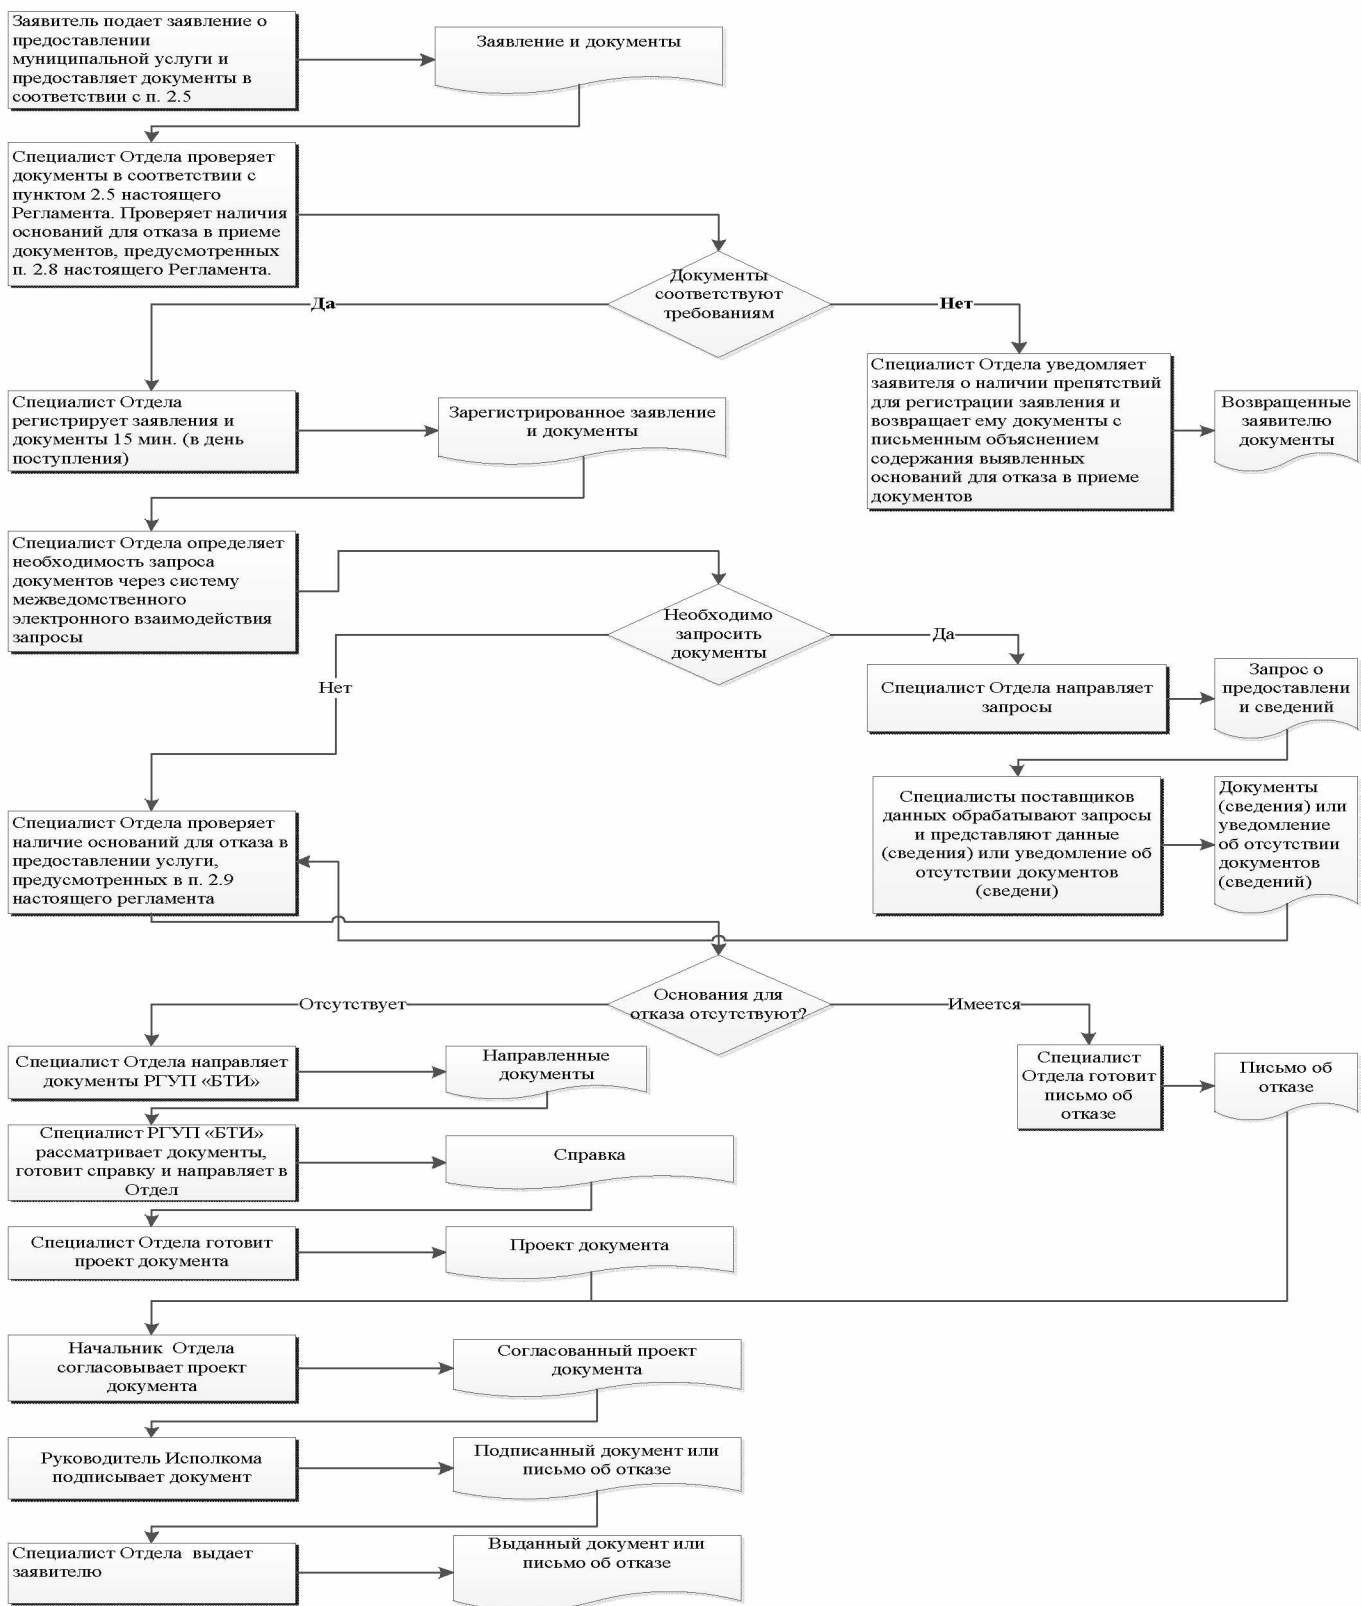 Заявитель подает заявление о
предоставлении
муниципальной услуги и
предоставляет документы в
соответствии с п. 2.5
Заявление и документы
Специалист Отдела проверяет
документы в соответствии с
пунктом 2.5 настоящего
Регламента. Проверяет наличия
оснований для отказа в приеме
документов, предусмотренных
п. 2.8 настоящего Регламента.
Документы
соответствуют
требованиям
Да
Нет
Специалист Отдела
регистрирует заявления и
документы 15 мин. (в день
поступления)
Зарегистрированное заявление
и документы
Специалист Отдела уведомляет
заявителя о наличии препятствий
для регистрации заявления и
возвращает ему документы с
письменным объяснением
содержания выявленных
оснований для отказа в приеме
документов
Возвращенные
заявителю
документы
Специалист Отдела определяет
необходимость запроса
документов через систему
межведомственного
электронного взаимодействия
запросы
Необходимо
запросить
документы
Да
Нет
Специалист Отдела направляет
запросы
Запрос о
предоставлени
и сведений
Специалисты поставщиков
данных обрабатывают запросы
и представляют данные
(сведения) или уведомление об
отсутствии документов
(сведени)
Документы
(сведения) или
уведомление
об отсутствии
документов
(сведений)
Специалист Отдела проверяет
наличие оснований для отказа в
предоставлении услуги,
предусмотренных в п. 2.9
настоящего регламента
Основания для
отказа отсутствуют?
Отсутствует
Имеется
Специалист Отдела направляет
документы РГУП «БТИ»
Направленные
документы
Специалист
Отдела готовит
письмо об
отказе
Письмо об
отказе
Специалист РГУП «БТИ»
рассматривает документы,
готовит справку и направляет в
Отдел
Справка
Специалист Отдела готовит
проект документа
Проект документа
Начальник  Отдела
согласовывает проект
документа
Согласованный проект
документа
Руководитель Исполкома
подписывает документ
Подписанный документ или
письмо об отказе
Специалист Отдела  выдает
заявителю
Выданный документ или
письмо об отказе